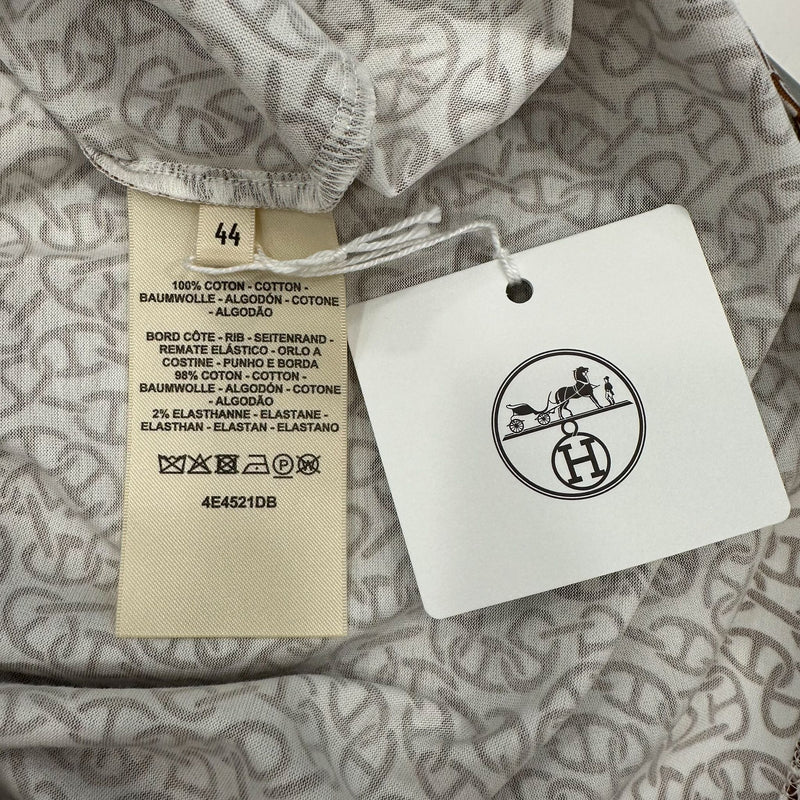 44
100% COTON - COTTON -
BAUMWOLLE - ALGODÓN - COTONE
- ALGODÃO
BORD CÔTE - RIB - SEITENRAND -
REMATE ELÁSTICO - ORLO A
COSTINE - PUNHO E BORDA
98% COTON - COTTON -
BAUMWOLLE - ALGODÓN - COTONE
- ALGODÃO
2% ELASTHANNE - ELASTANE -
ELASTHAN - ELASTAN - ELASTANO
P W
4E4521DB
H